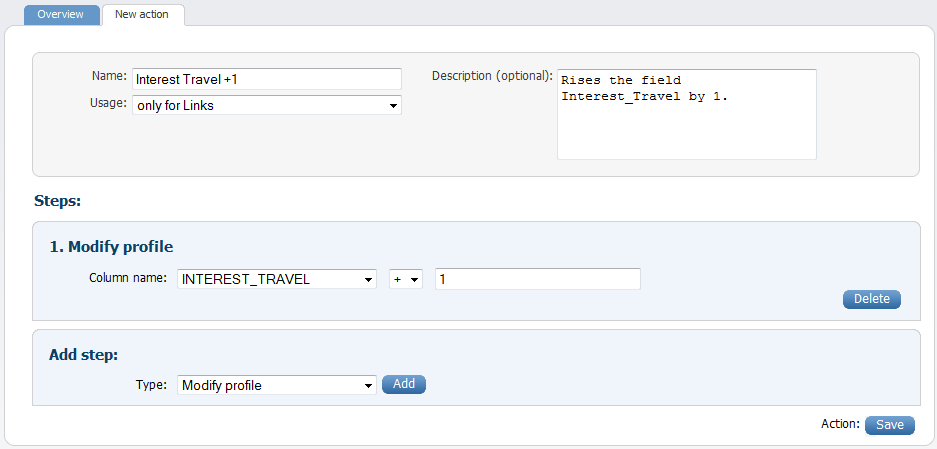 Overview New action
Name: Interest Travel +1 Description (optional): Rises the field
Interest_Travel by 1.
Usage: only for Links
Steps:
1. Modify profile
Column name: INTEREST_TRAVEL + 1
Delete
Add step:
Type: Modify profile Add
Action: Save